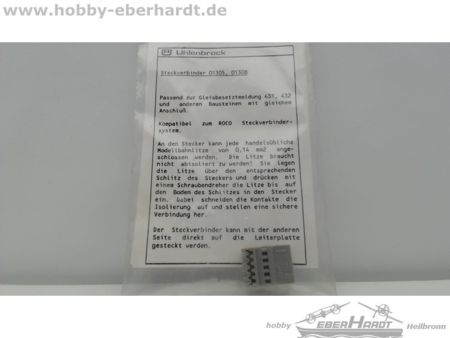 www.hobby-eberhardt.de
Uhlenbrock
Steckverbinder 01305, 01308
Passend zur Gleisbesetztmeldung 431, 432
und anderen Bausteinen mit gleichem
Anschluß.
Kompatibel zum ROCO Steckverbinder-
system.
An den Stecker kann jede handelsübliche
Modellbahnlitze von 0,14 mm2 ange-
schlossen werden. Die Litze braucht
nicht abisoliert zu werden! Sie legen
die Litze über den entsprechenden
Schlitz des Steckers und drücken mit
einem Schraubendreher die Litze bis auf
den Boden des Schlitzes in den Stecker
ein. Dabei schneiden die Kontakte die
Isolierung auf und stellen eine sichere
Verbindung her.
Der Steckverbinder kann mit der anderen
Seite direkt auf die Leiterplatte
gesteckt werden.
hobby EBERHARDT Heilbronn